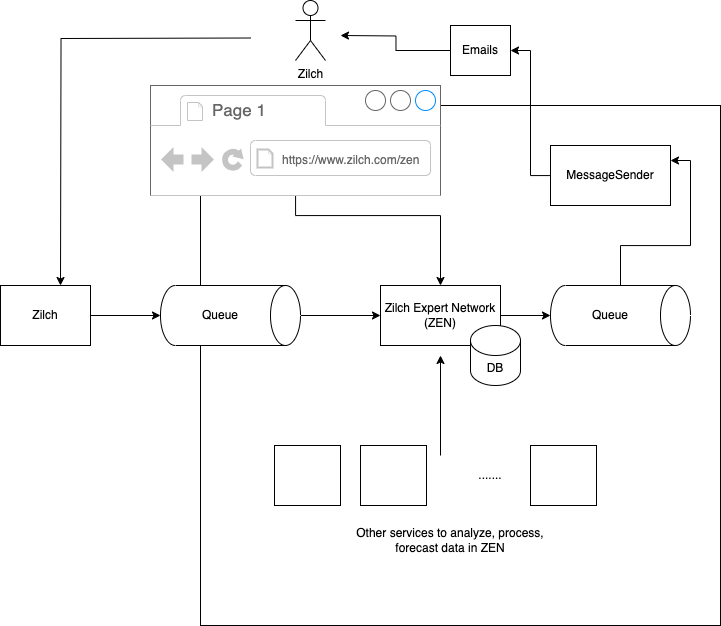 Emails
Zilch
Page 1
https://www.zilch.com/zen
MessageSender
Zilch
Queue
Zilch Expert Network
(ZEN)
Queue
DB
.......
Other services to analyze, process,
forecast data in ZEN